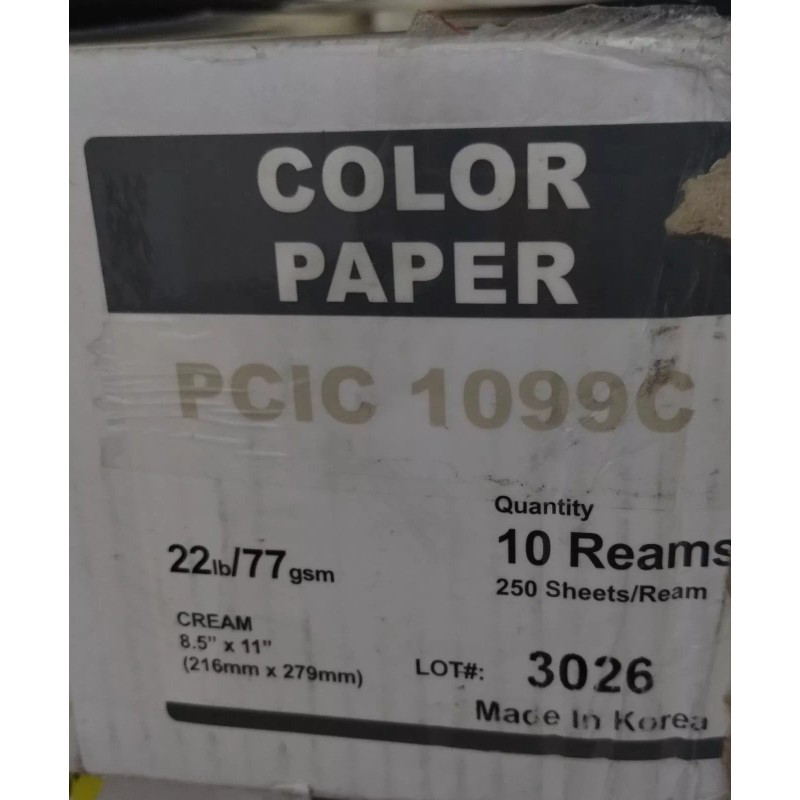 COLOR
PAPER
PCIC 1099C
Quantity
10 Reams
250 Sheets/Ream
22lb/77gsm
CREAM
8.5" x 11"
(216mm x 279mm)
LOT#: 3026
Made In Korea